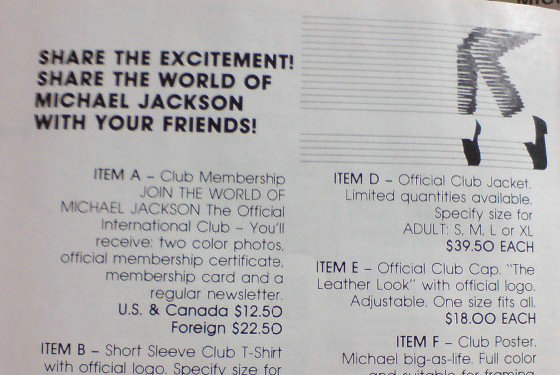 SHARE THE EXCITEMENT!
SHARE THE WORLD OF
MICHAEL JACKSON
WITH YOUR FRIENDS!
ITEM A – Club Membership
JOIN THE WORLD OF
MICHAEL JACKSON The Official
International Club – You'll
receive: two color photos,
official membership certificate,
membership card and a
regular newsletter.
U.S. & Canada $12.50
Foreign $22.50
ITEM B – Short Sleeve Club T-Shirt
with official logo. Specify size for
ITEM D – Official Club Jacket.
Limited quantities available.
Specify size for
ADULT: S, M, L or XL
$39.50 EACH
ITEM E – Official Club Cap. "The
Leather Look" with official logo.
Adjustable. One size fits all.
$18.00 EACH
ITEM F – Club Poster.
Michael big-as-life. Full color
and suitable for framing